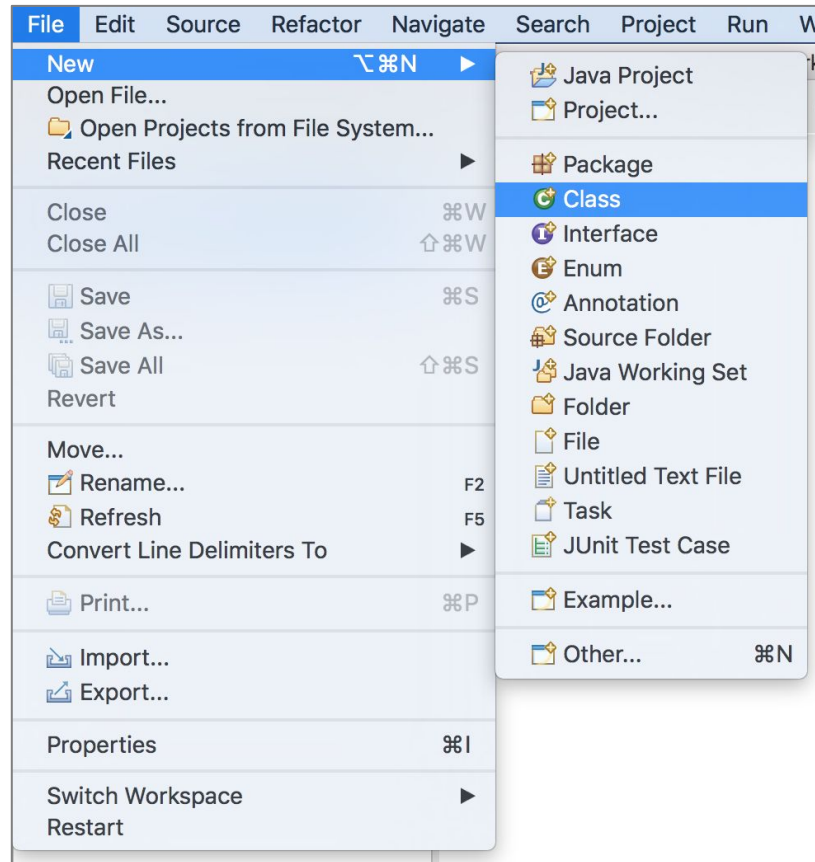 File Edit Source Refactor Navigate Search Project Run W
New ⌥⌘N ▶
Open File...
Open Projects from File System...
Recent Files ▶
Close ⌘W
Close All ⇧⌘W
Save ⌘S
Save As...
Save All ⇧⌘S
Revert
Move...
Rename... F2
Refresh F5
Convert Line Delimiters To ▶
Print... ⌘P
Import...
Export...
Properties ⌘I
Switch Workspace ▶
Restart
Java Project
Project...
Package
Class
Interface
Enum
Annotation
Source Folder
Java Working Set
Folder
File
Untitled Text File
Task
JUnit Test Case
Example...
Other... ⌘N